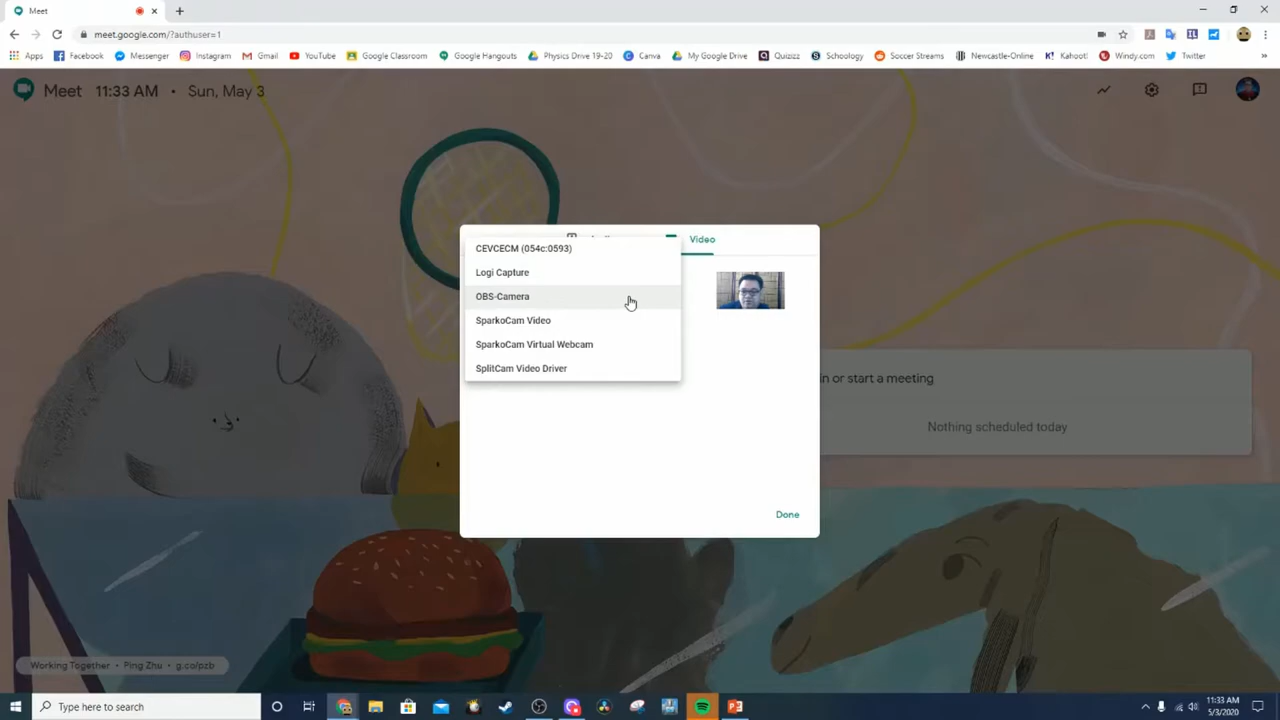 Meet
meet.google.com/?authuser=1
Apps Facebook Messenger Instagram Gmail YouTube Google Classroom Google Hangouts Physics Drive 19-20 Canva My Google Drive Quizizz Schoology Soccer Streams Newcastle-Online Kahoot! Windy.com Twitter »
Meet 11:33 AM • Sun, May 3
Video
CEVCECM (054c:0593)
Logi Capture
OBS-Camera
SparkoCam Video
SparkoCam Virtual Webcam
SplitCam Video Driver
in or start a meeting
Nothing scheduled today
Done
Working Together • Ping Zhu • g.co/pzb
Type here to search
11:33 AM
5/3/2020